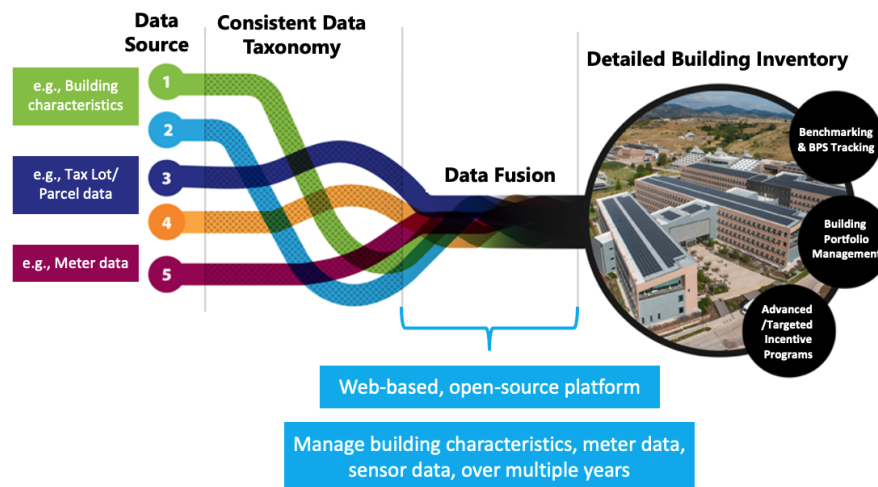 Data
Source
Consistent Data
Taxonomy
Detailed Building Inventory
e.g., Building
characteristics
1
2
e.g., Tax Lot/
Parcel data
3
4
e.g., Meter data
5
Data Fusion
Benchmarking
& BPS Tracking
Building
Portfolio
Management
Advanced
/Targeted
Incentive
Programs
Web-based, open-source platform
Manage building characteristics, meter data,
sensor data, over multiple years